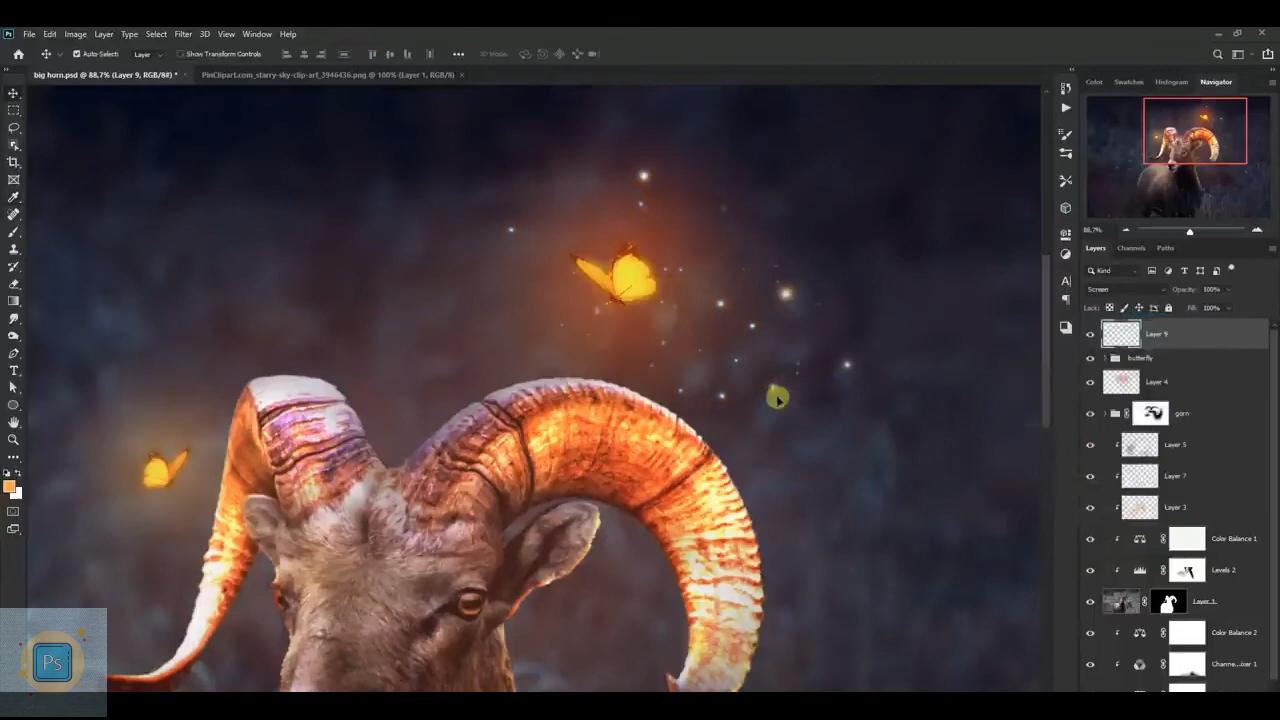 Ps File Edit Image Layer Type Select Filter 3D View Window Help
Auto-Select: Layer Show Transform Controls 3D Mode:
big horn.psd @ 88,7% (Layer 9, RGB/8#) * × PinClipart.com_starry-sky-clip-art_3946436.png @ 100% (Layer 1, RGB/8) ×
Color Swatches Histogram Navigator
88,7%
Layers Channels Paths
Kind
Screen Opacity: 100%
Lock: Fill: 100%
Layer 9
butterfly
Layer 4
gorn
Layer 5
Layer 7
Layer 3
Color Balance 1
Levels 2
Layer 1
Color Balance 2
Channe...ixer 1
Ps